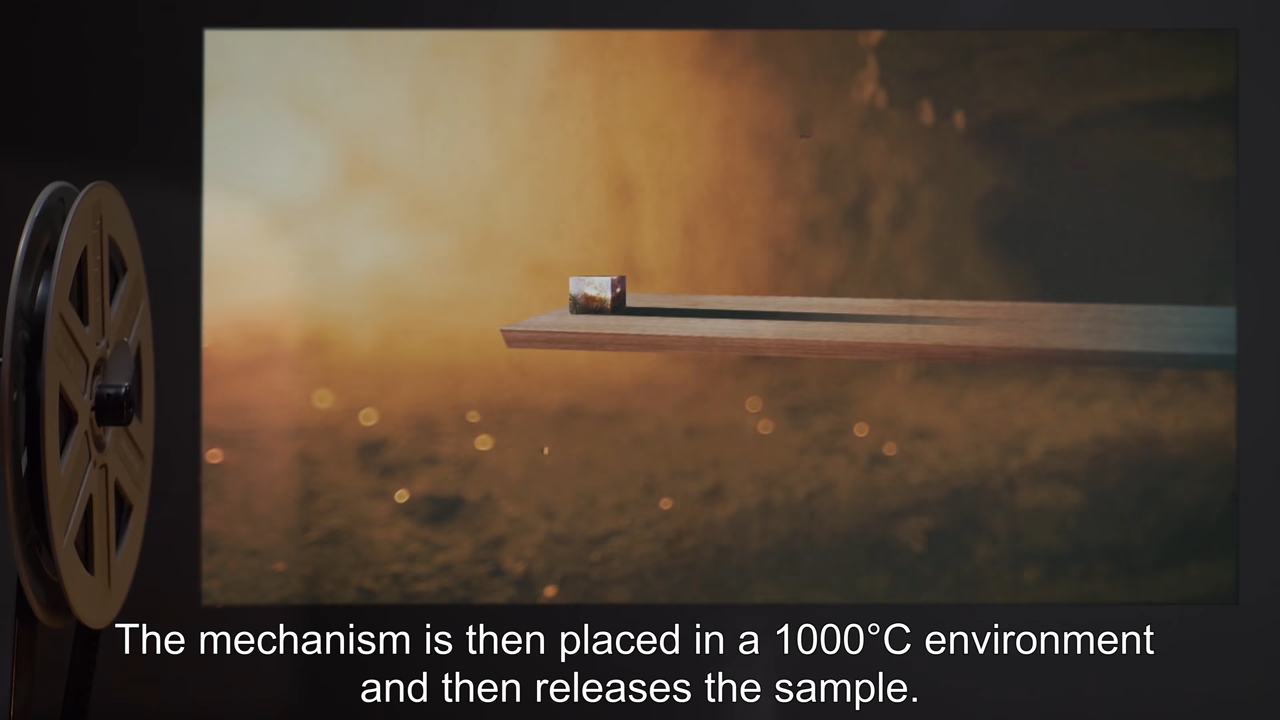 The mechanism is then placed in a 1000°C environment
and then releases the sample.